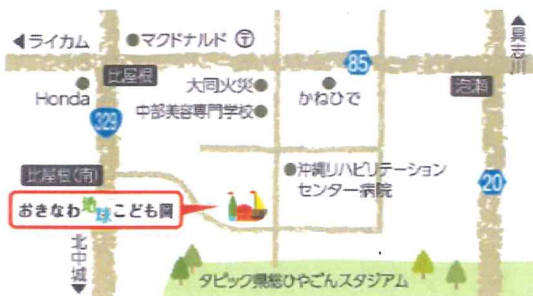 ◀ライカム
●マクドナルド 〶
▲具志川
比屋根
85
泡瀬
Honda
大同火災●
かねひで
329
中部美容専門学校●
比屋根(南)
●沖縄リハビリテーション
センター病院
20
おきなわ地球こども園
北中城▼
タピック県総ひやごんスタジアム